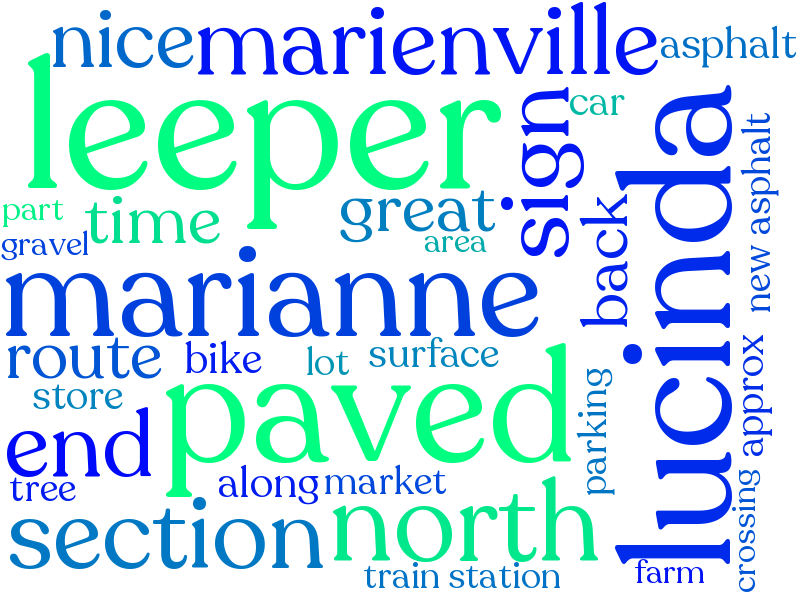 nice marienville asphalt
leeper
sign
car
lucinda
new asphalt
part
time
great
back
gravel
area
marianne
route
bike
lot
surface
store
paved
parking
approx
end
tree
along
market
crossing
section
north
train station
farm